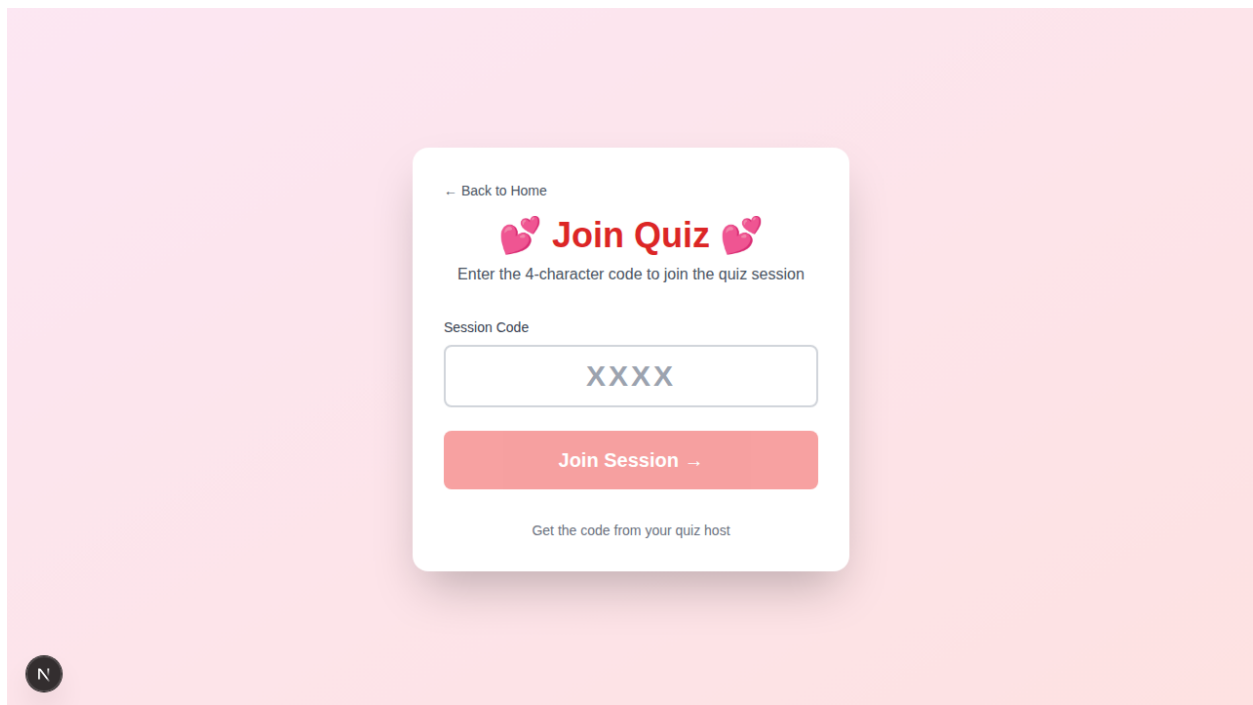 ← Back to Home
💕 Join Quiz 💕
Enter the 4-character code to join the quiz session
Session Code
XXXX
Join Session →
Get the code from your quiz host
N